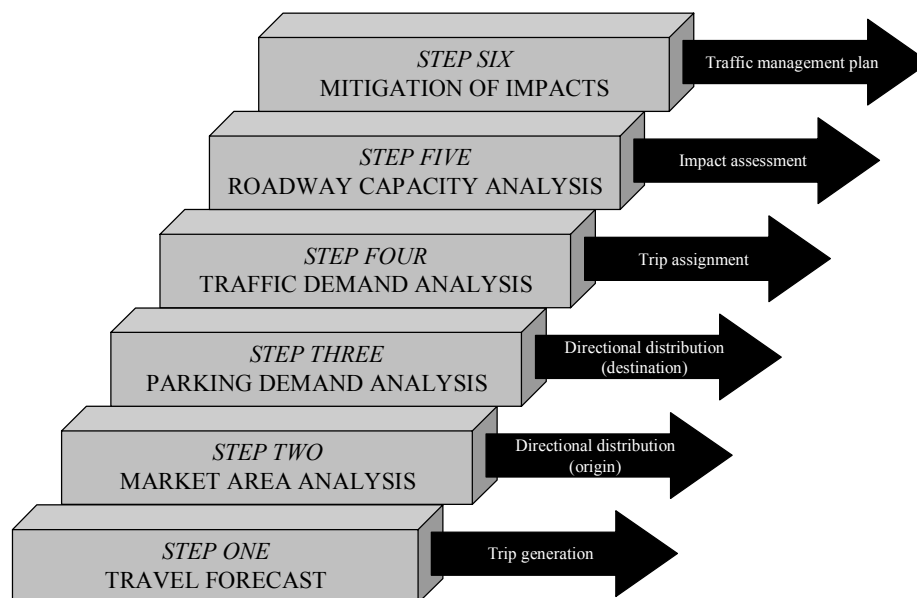 STEP SIX
MITIGATION OF IMPACTS
Traffic management plan
STEP FIVE
ROADWAY CAPACITY ANALYSIS
Impact assessment
STEP FOUR
TRAFFIC DEMAND ANALYSIS
Trip assignment
STEP THREE
PARKING DEMAND ANALYSIS
Directional distribution
(destination)
STEP TWO
MARKET AREA ANALYSIS
Directional distribution
(origin)
STEP ONE
TRAVEL FORECAST
Trip generation